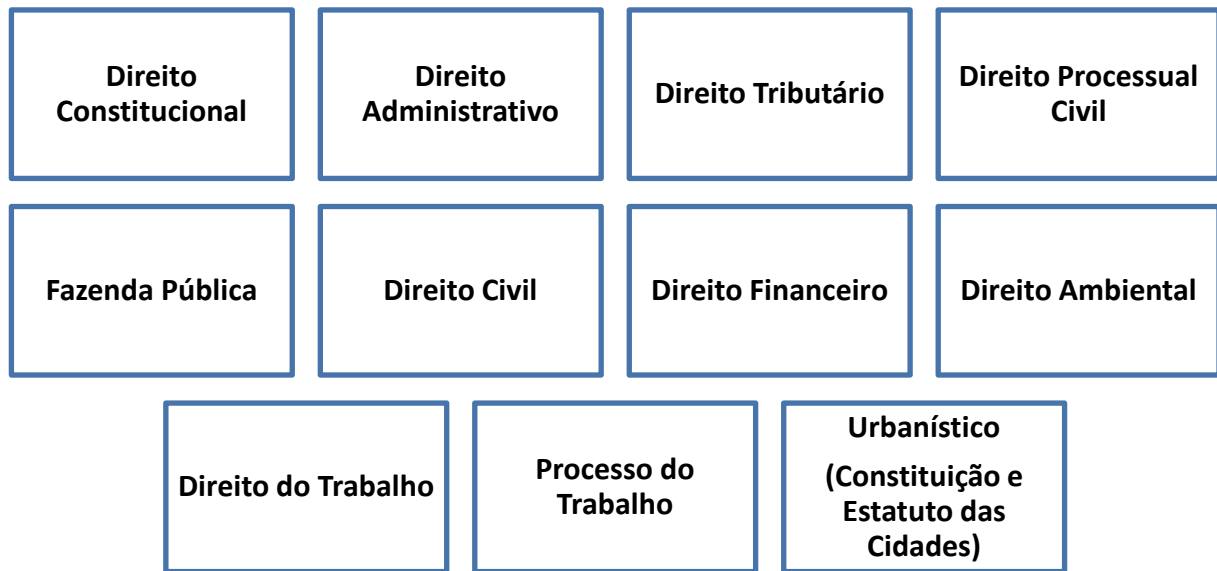 Direito
Constitucional
Direito
Administrativo
Direito Tributário
Direito Processual
Civil
Fazenda Pública
Direito Civil
Direito Financeiro
Direito Ambiental
Direito do Trabalho
Processo do
Trabalho
Urbanístico
(Constituição e
Estatuto das
Cidades)